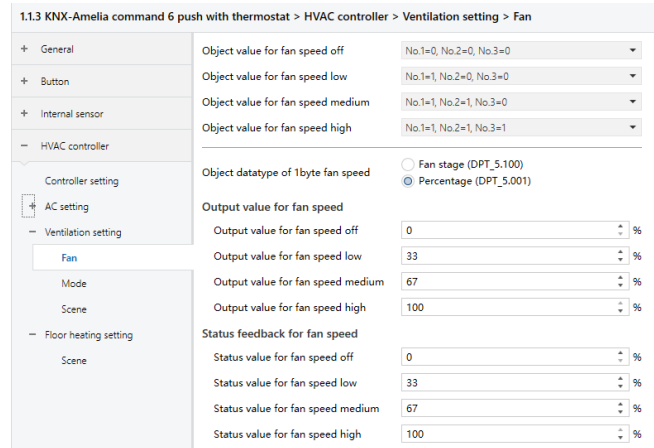 1.1.3 KNX-Amelia command 6 push with thermostat > HVAC controller > Ventilation setting > Fan
+ General
+ Button
+ Internal sensor
− HVAC controller
Controller setting
+ AC setting
− Ventilation setting
Fan
Mode
Scene
− Floor heating setting
Scene
Object value for fan speed off No.1=0, No.2=0, No.3=0
Object value for fan speed low No.1=1, No.2=0, No.3=0
Object value for fan speed medium No.1=1, No.2=1, No.3=0
Object value for fan speed high No.1=1, No.2=1, No.3=1
Object datatype of 1byte fan speed
Fan stage (DPT_5.100)
Percentage (DPT_5.001)
Output value for fan speed
Output value for fan speed off 0 %
Output value for fan speed low 33 %
Output value for fan speed medium 67 %
Output value for fan speed high 100 %
Status feedback for fan speed
Status value for fan speed off 0 %
Status value for fan speed low 33 %
Status value for fan speed medium 67 %
Status value for fan speed high 100 %